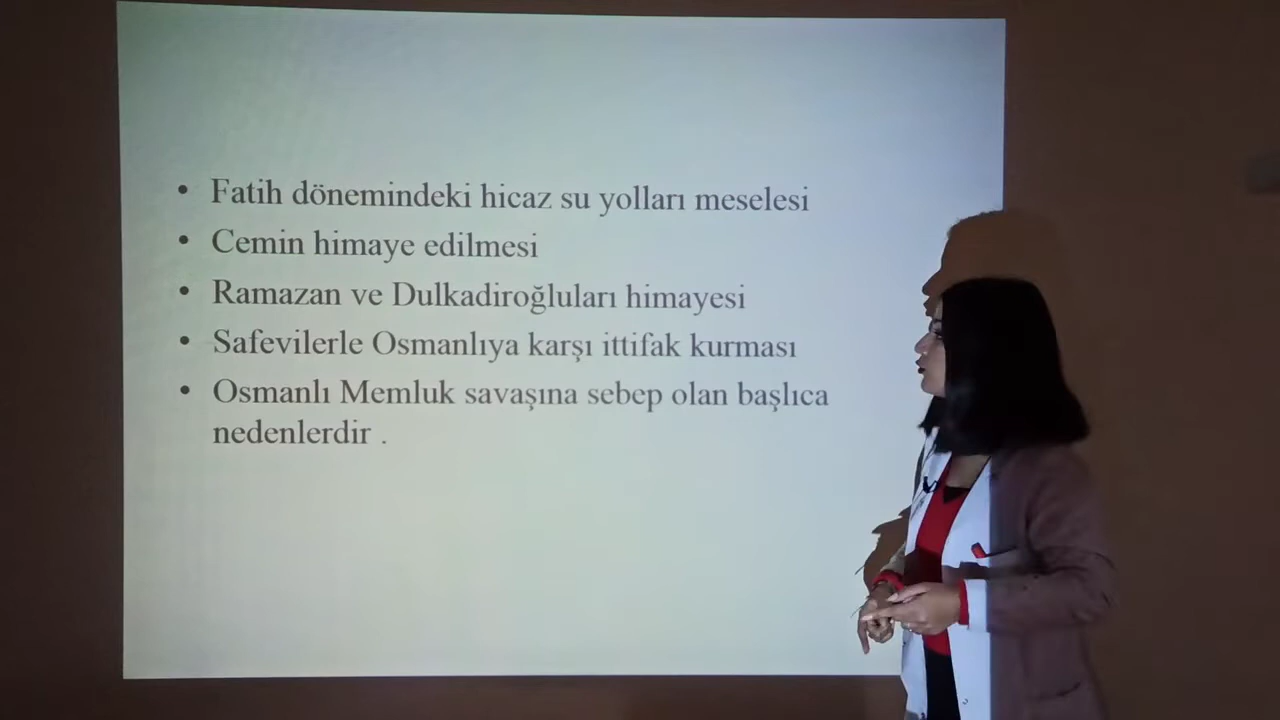 • Fatih dönemindeki hicaz su yolları meselesi
• Cemin himaye edilmesi
• Ramazan ve Dulkadiroğluları himayesi
• Safevilerle Osmanlıya karşı ittifak kurması
• Osmanlı Memluk savaşına sebep olan başlıca
nedenlerdir .